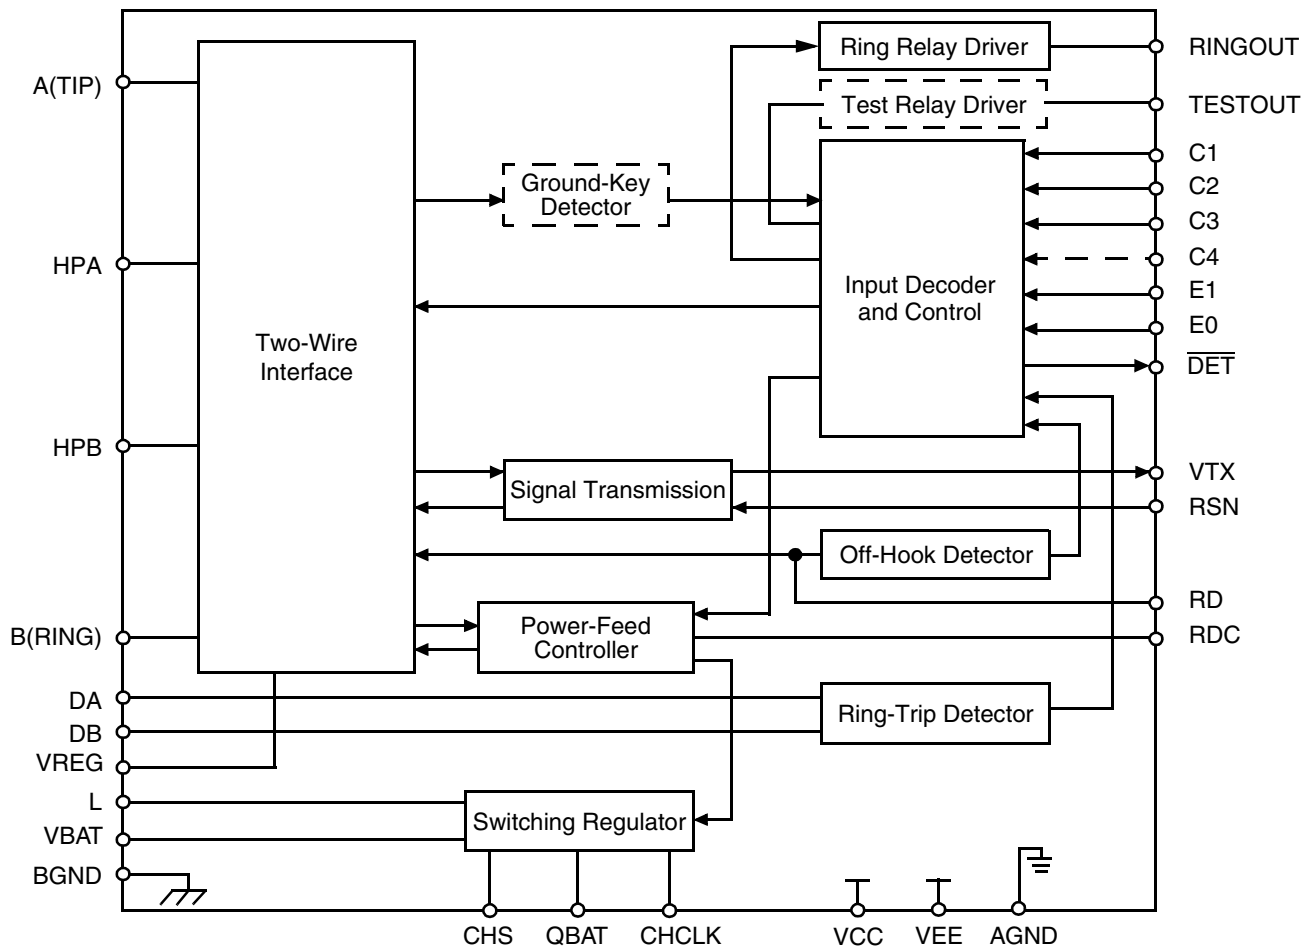 Ring Relay Driver
RINGOUT
A(TIP)
Test Relay Driver
TESTOUT
C1
Ground-Key
Detector
C2
C3
HPA
C4
Input Decoder
and Control
E1
E0
Two-Wire
Interface
DET
HPB
Signal Transmission
VTX
RSN
Off-Hook Detector
RD
B(RING)
Power-Feed
Controller
RDC
DA
Ring-Trip Detector
DB
VREG
L
Switching Regulator
VBAT
BGND
CHS
QBAT
CHCLK
VCC
VEE
AGND